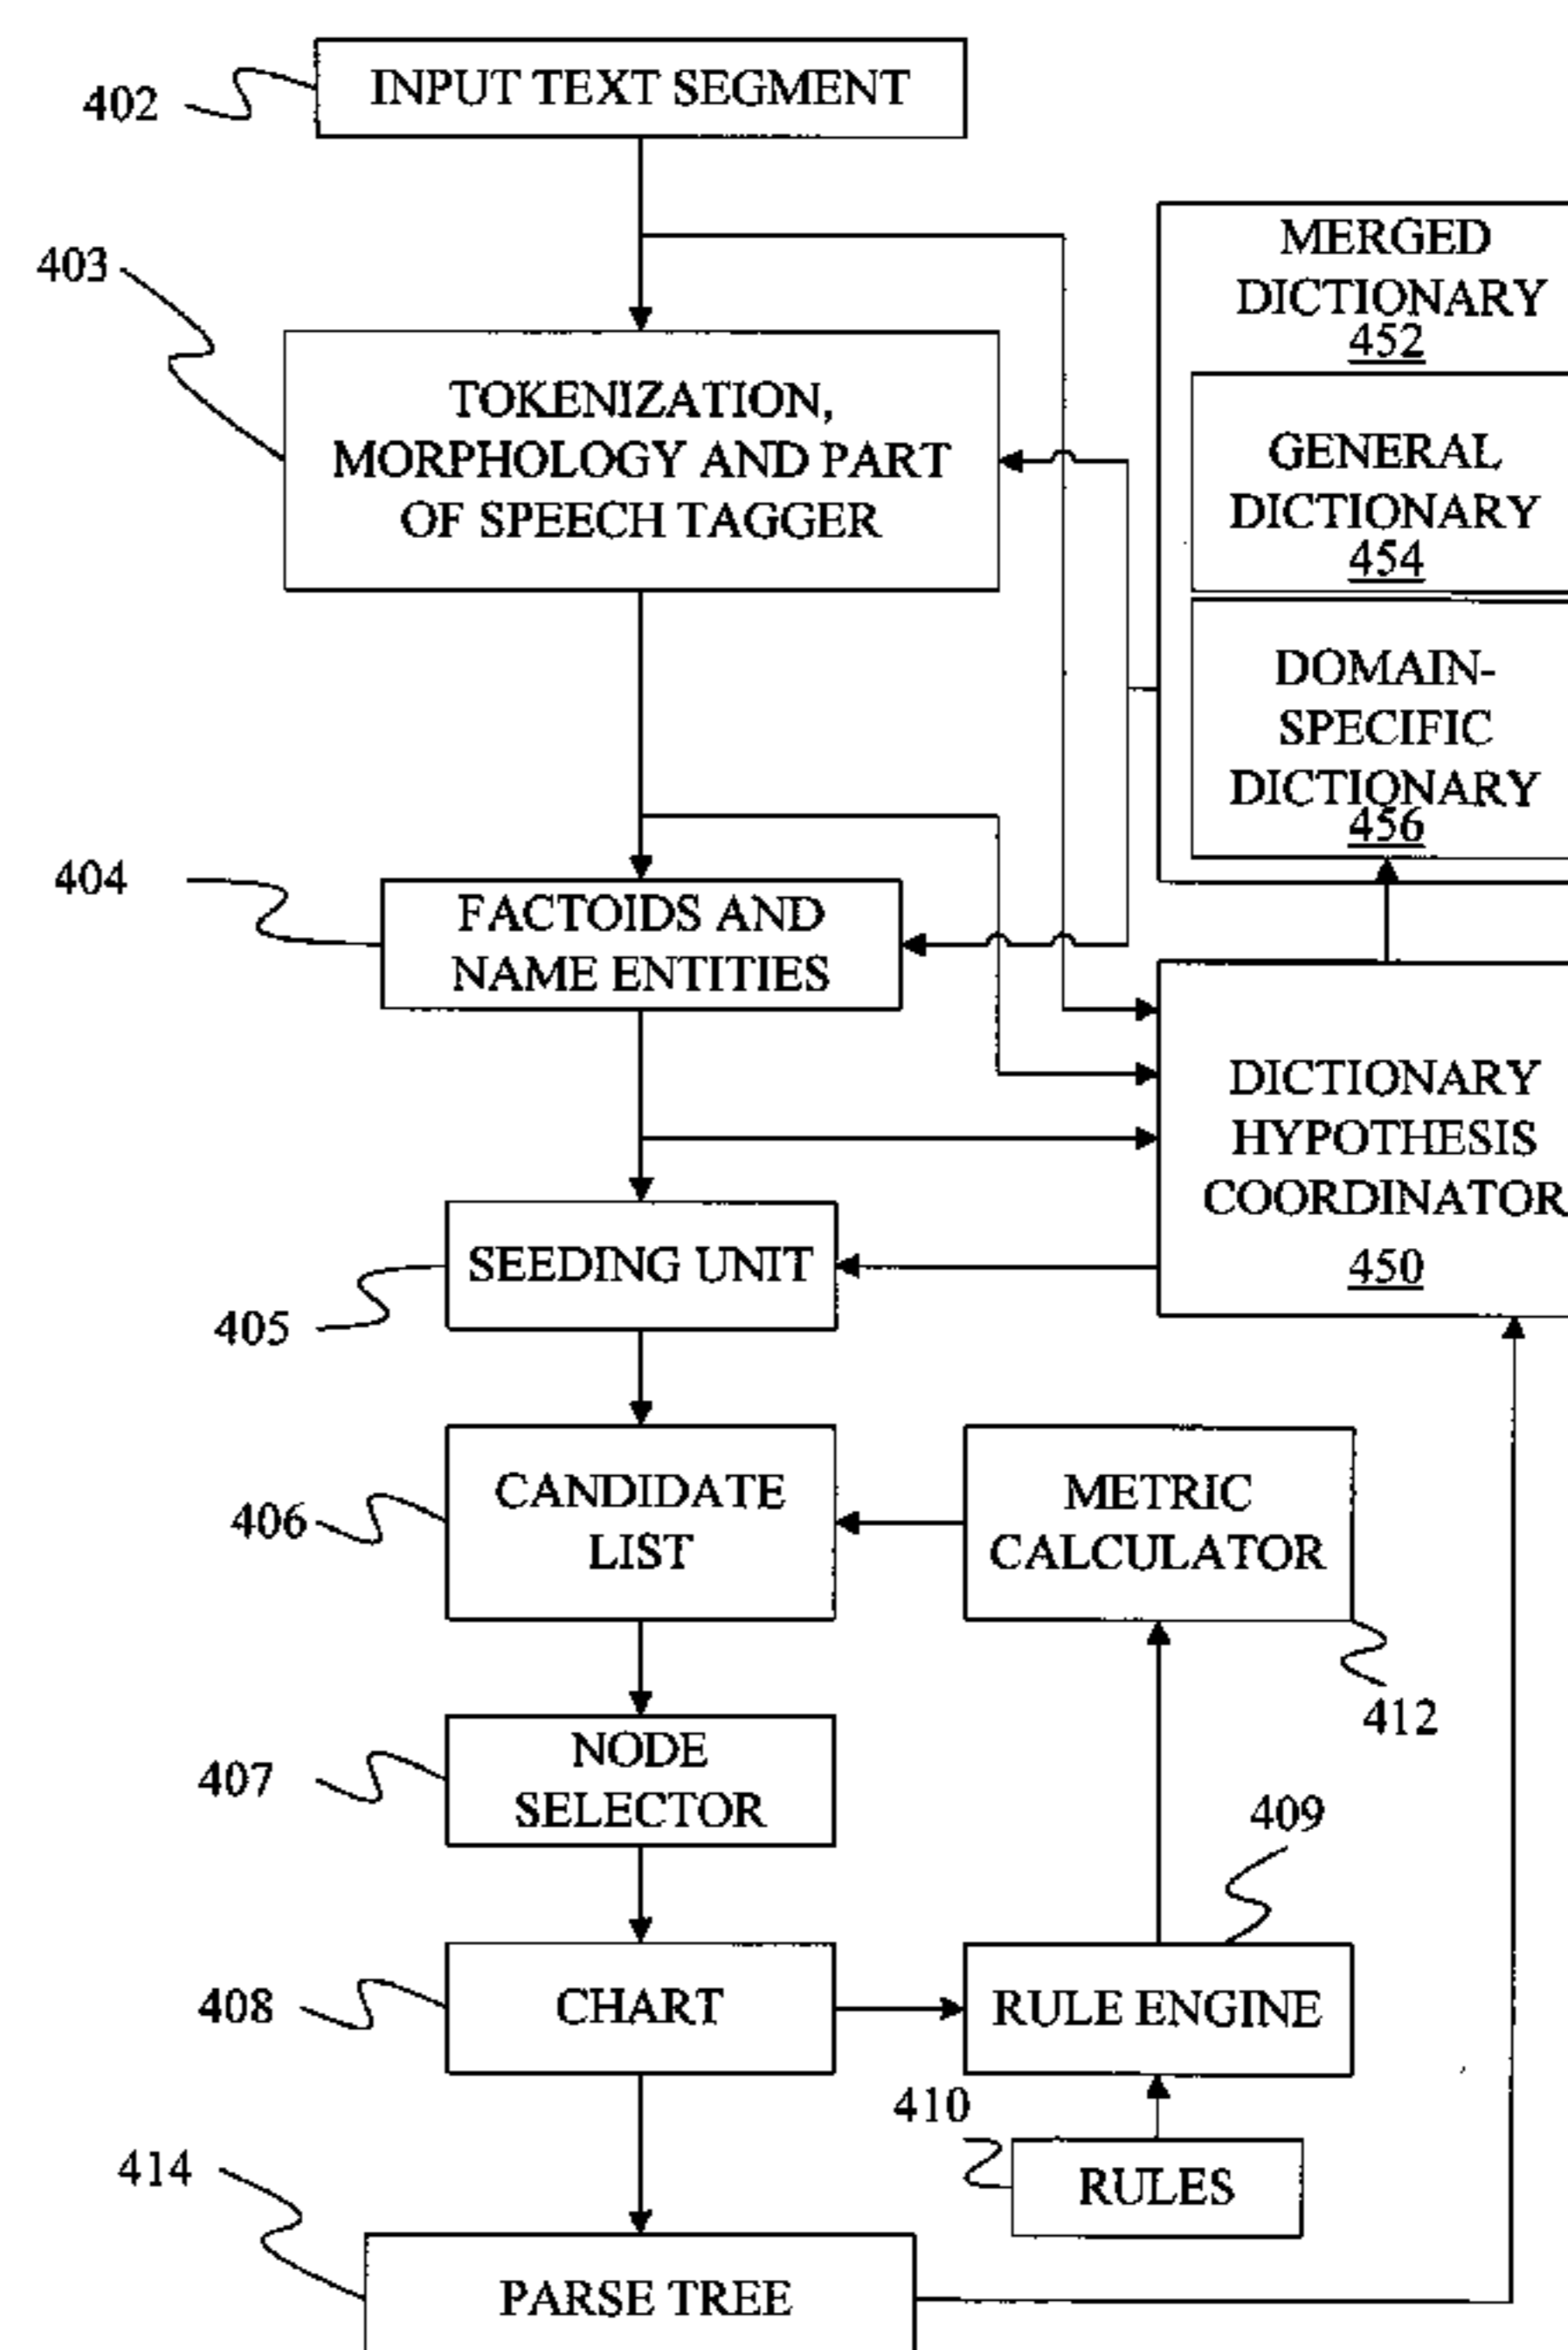 402
INPUT TEXT SEGMENT
403
TOKENIZATION,
MORPHOLOGY AND PART
OF SPEECH TAGGER
MERGED
DICTIONARY
452
GENERAL
DICTIONARY
454
DOMAIN-
SPECIFIC
DICTIONARY
456
404
FACTOIDS AND
NAME ENTITIES
DICTIONARY
HYPOTHESIS
COORDINATOR
450
SEEDING UNIT
405
CANDIDATE
LIST
406
METRIC
CALCULATOR
412
NODE
SELECTOR
407
409
408
CHART
RULE ENGINE
410
RULES
414
PARSE TREE